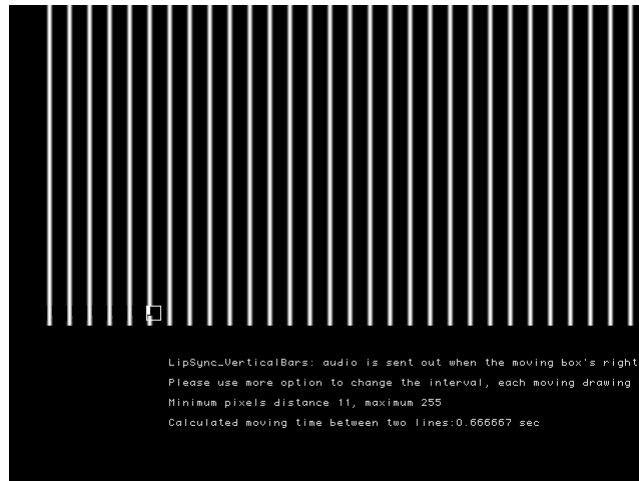 LipSync_VerticalBars: audio is sent out when the moving box's right
Please use more option to change the interval, each moving drawing
Minimum pixels distance 11, maximum 255
Calculated moving time between two lines:0.666667 sec